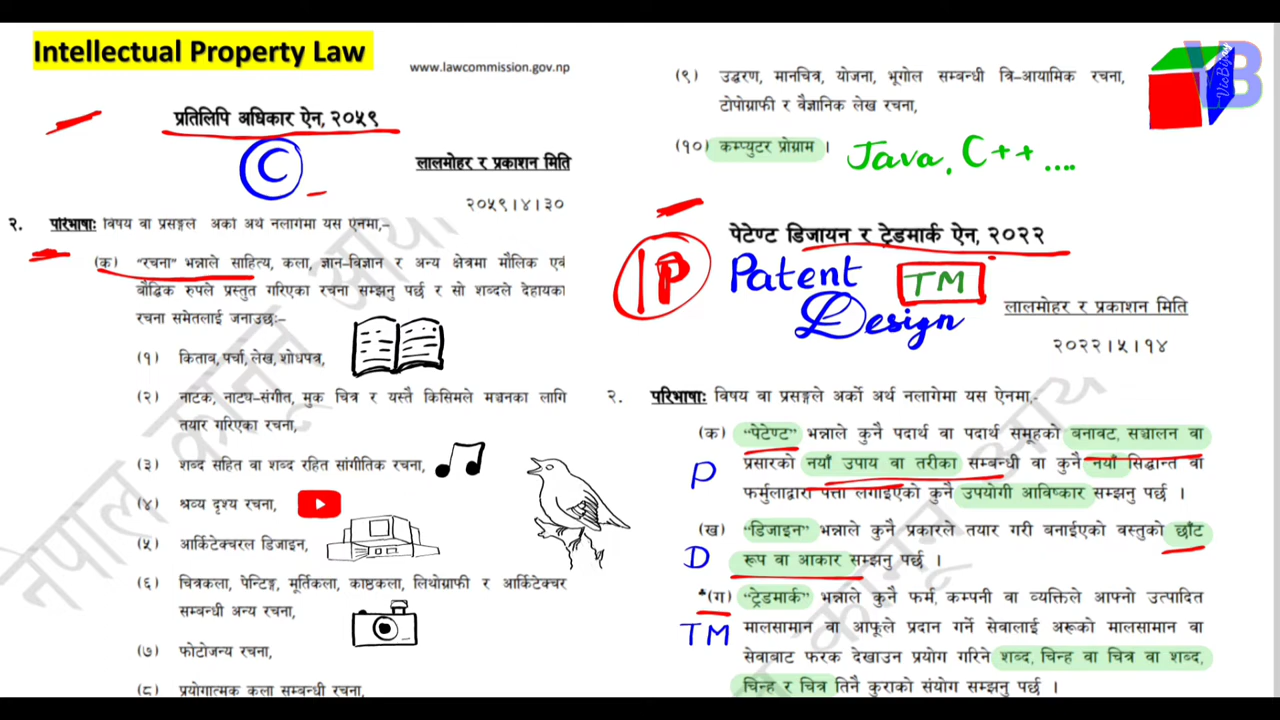 Intellectual Property Law
www.lawcommission.gov.np
प्रतिलिपि अधिकार ऐन, २०५९
C
लालमोहर र प्रकाशन मिति
२०५९।४।३०
२. परिभाषाः विषय वा प्रसङ्गले अर्को अर्थ नलागेमा यस ऐनमा,-
(क) "रचना" भन्नाले साहित्य, कला, ज्ञान-विज्ञान र अन्य क्षेत्रमा मौलिक एवं
बौद्धिक रुपले प्रस्तुत गरिएका रचना सम्झनु पर्छ र सो शब्दले देहायका
रचना समेतलाई जनाउछः-
(१) किताब, पर्चा, लेख, शोधपत्र,
(२) नाटक, नाट्य-संगीत, मुक चित्र र यस्तै किसिमले मञ्चनका लागि
तयार गरिएका रचना,
(३) शब्द सहित वा शब्द रहित सांगीतिक रचना,
(४) श्रव्य दृश्य रचना,
(५) आर्किटेक्चरल डिजाइन,
(६) चित्रकला, पेन्टिङ्ग, मूर्तिकला, काष्ठकला, लिथोग्राफी र आर्किटेक्चर
सम्बन्धी अन्य रचना,
(७) फोटोजन्य रचना,
(८) प्रयोगात्मक कला सम्बन्धी रचना,
(९) उद्धरण, मानचित्र, योजना, भूगोल सम्बन्धी त्रि-आयामिक रचना,
टोपोग्राफी र वैज्ञानिक लेख रचना,
(१०) कम्प्युटर प्रोग्राम ।
Java, C++ ....
VB
VioBijay
पेटेण्ट डिजायन र ट्रेडमार्क ऐन, २०२२
IP
Patent
TM
Design
लालमोहर र प्रकाशन मिति
२०२२।५।१४
२. परिभाषाः विषय वा प्रसङ्गले अर्को अर्थ नलागेमा यस ऐनमा,-
(क) "पेटेण्ट" भन्नाले कुनै पदार्थ वा पदार्थ समूहको बनावट, सञ्चालन वा
P
प्रसारको नयाँ उपाय वा तरीका सम्बन्धी वा कुनै नयाँ सिद्धान्त वा
फर्मुलाद्वारा पत्ता लगाइएको कुनै उपयोगी आविष्कार सम्झनु पर्छ ।
(ख) "डिजाइन" भन्नाले कुनै प्रकारले तयार गरी बनाईएको वस्तुको छाँट
D
रूप वा आकार सम्झनु पर्छ ।
(ग) "ट्रेडमार्क" भन्नाले कुनै फर्म, कम्पनी वा व्यक्तिले आफ्नो उत्पादित
TM
मालसामान वा आफूले प्रदान गर्ने सेवालाई अरूको मालसामान वा
सेवाबाट फरक देखाउन प्रयोग गरिने शब्द, चिन्ह वा चित्र वा शब्द,
चिन्ह र चित्र तिनै कुराको संयोग सम्झनु पर्छ ।
नेपाल कानून आयोग